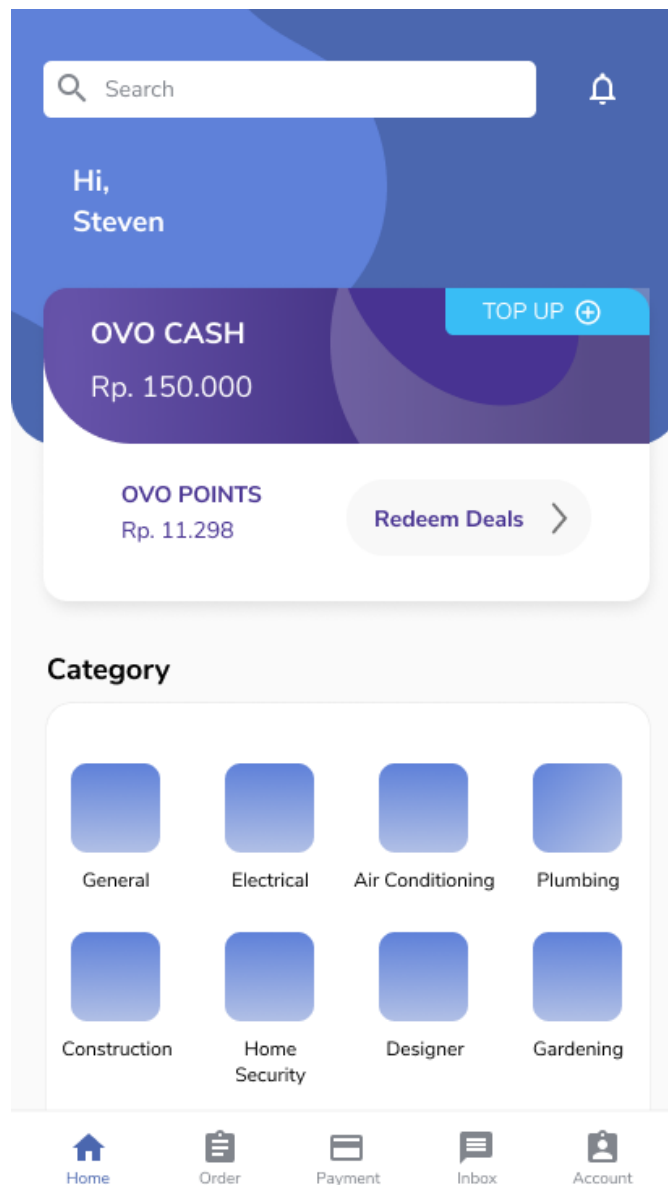 Search
Hi,
Steven
TOP UP
OVO CASH
Rp. 150.000
OVO POINTS
Rp. 11.298
Redeem Deals
Category
General
Electrical
Air Conditioning
Plumbing
Construction
Home
Security
Designer
Gardening
Home
Order
Payment
Inbox
Account